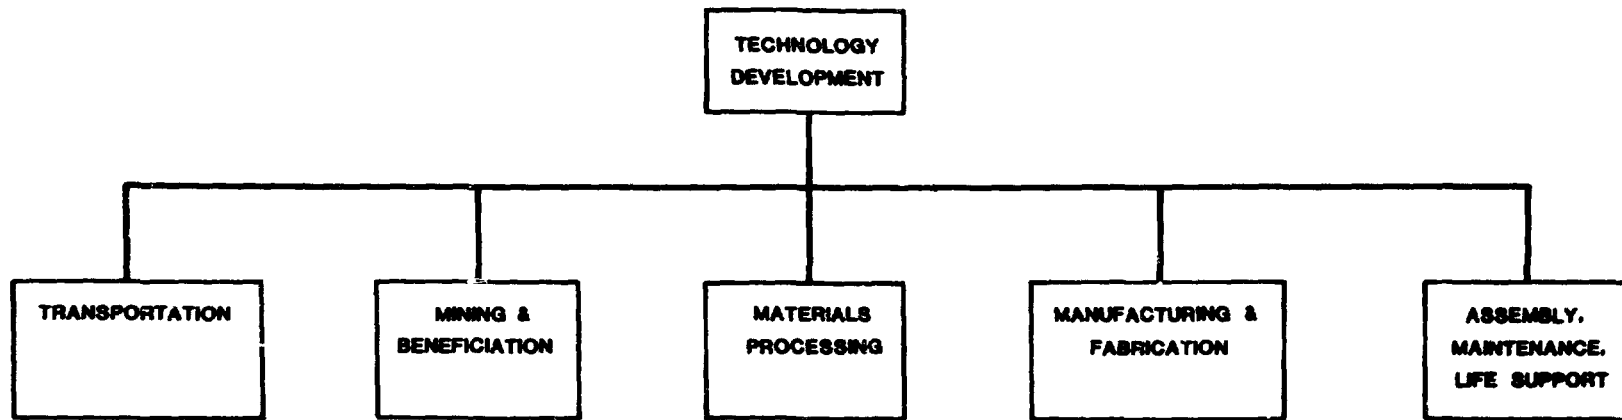 TECHNOLOGY
DEVELOPMENT
TRANSPORTATION
MINING &
BENEFICIATION
MATERIALS
PROCESSING
MANUFACTURING &
FABRICATION
ASSEMBLY,
MAINTENANCE,
LIFE SUPPORT